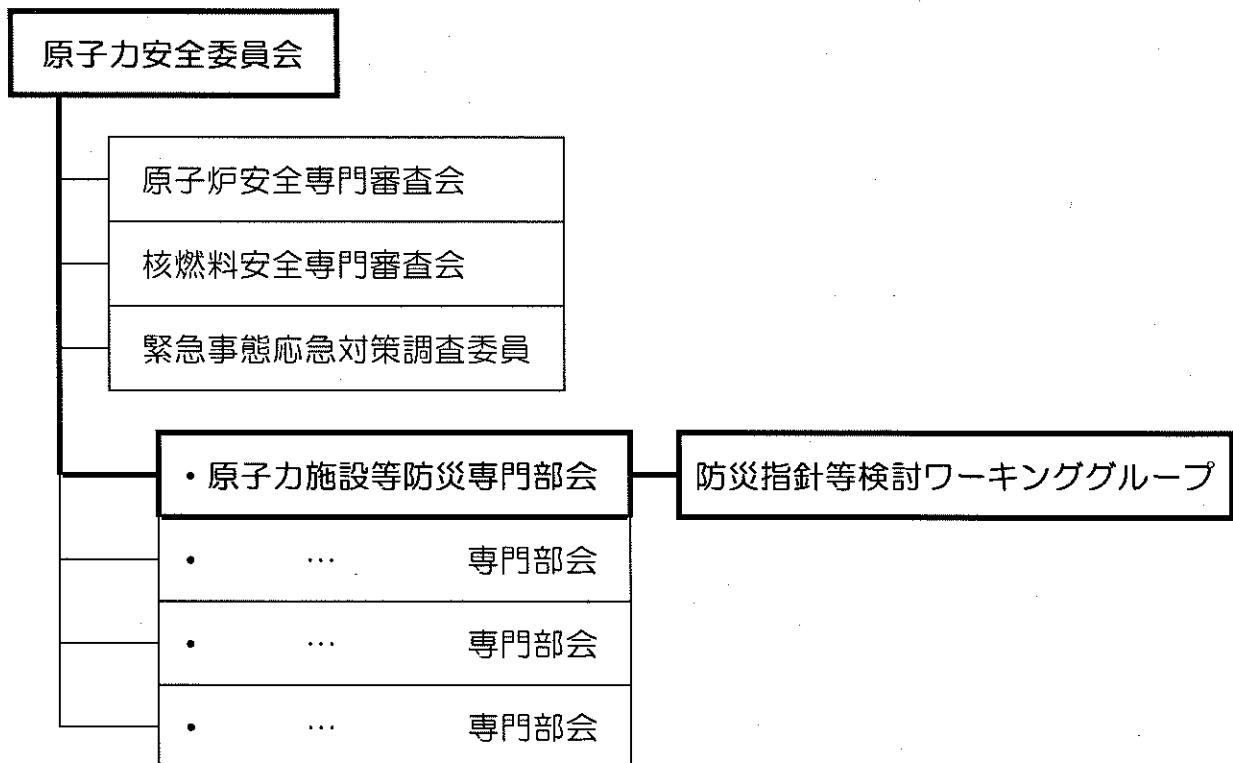 原子力安全委員会
原子炉安全専門審査会
核燃料安全専門審査会
緊急事態応急対策調査委員
・原子力施設等防災専門部会
防災指針等検討ワーキンググループ
・ … 専門部会
・ … 専門部会
・ … 専門部会